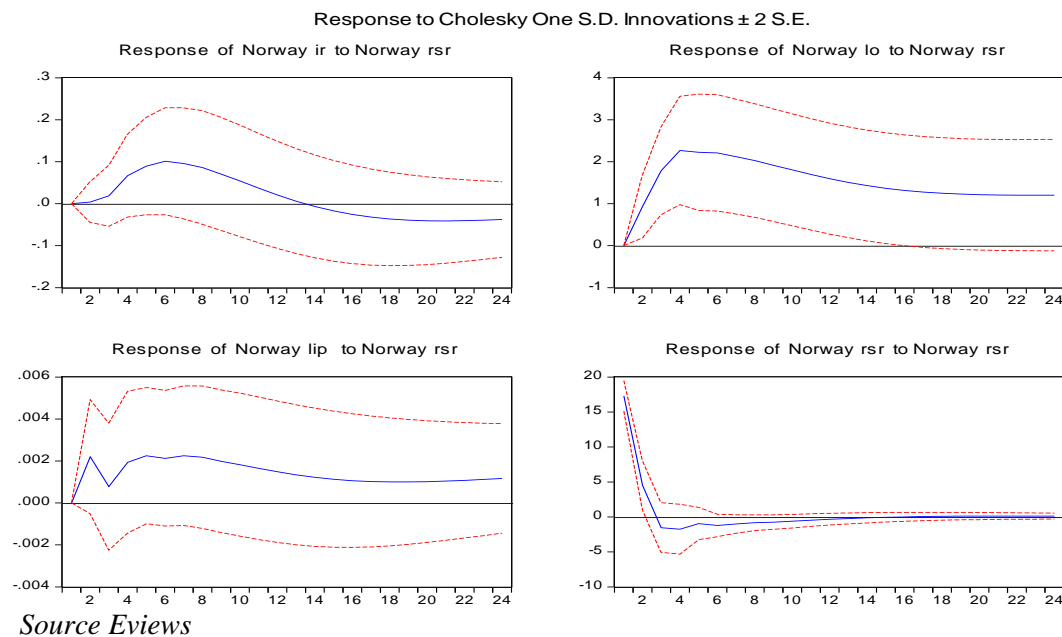 Response to Cholesky One S.D. Innovations ± 2 S.E.
Response of Norway ir to Norway rsr
.3
.2
.1
.0
-.1
-.2
2 4 6 8 10 12 14 16 18 20 22 24
Response of Norway lo to Norway rsr
4
3
2
1
0
-1
2 4 6 8 10 12 14 16 18 20 22 24
Response of Norway lip to Norway rsr
.006
.004
.002
.000
-.002
-.004
2 4 6 8 10 12 14 16 18 20 22 24
Response of Norway rsr to Norway rsr
20
15
10
5
0
-5
-10
2 4 6 8 10 12 14 16 18 20 22 24
Source Eviews